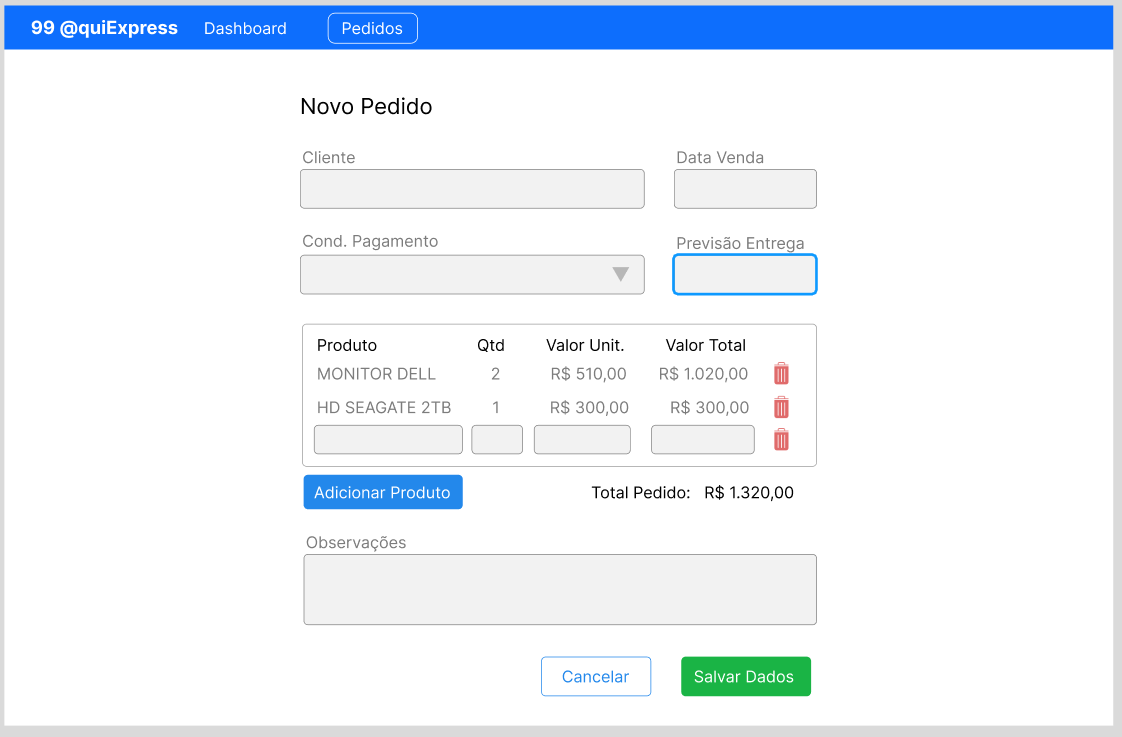 99 @quiExpress Dashboard Pedidos
Novo Pedido
Cliente Data Venda
Cond. Pagamento Previsão Entrega
Produto Qtd Valor Unit. Valor Total
MONITOR DELL 2 R$ 510,00 R$ 1.020,00
HD SEAGATE 2TB 1 R$ 300,00 R$ 300,00
Adicionar Produto Total Pedido: R$ 1.320,00
Observações
Cancelar Salvar Dados